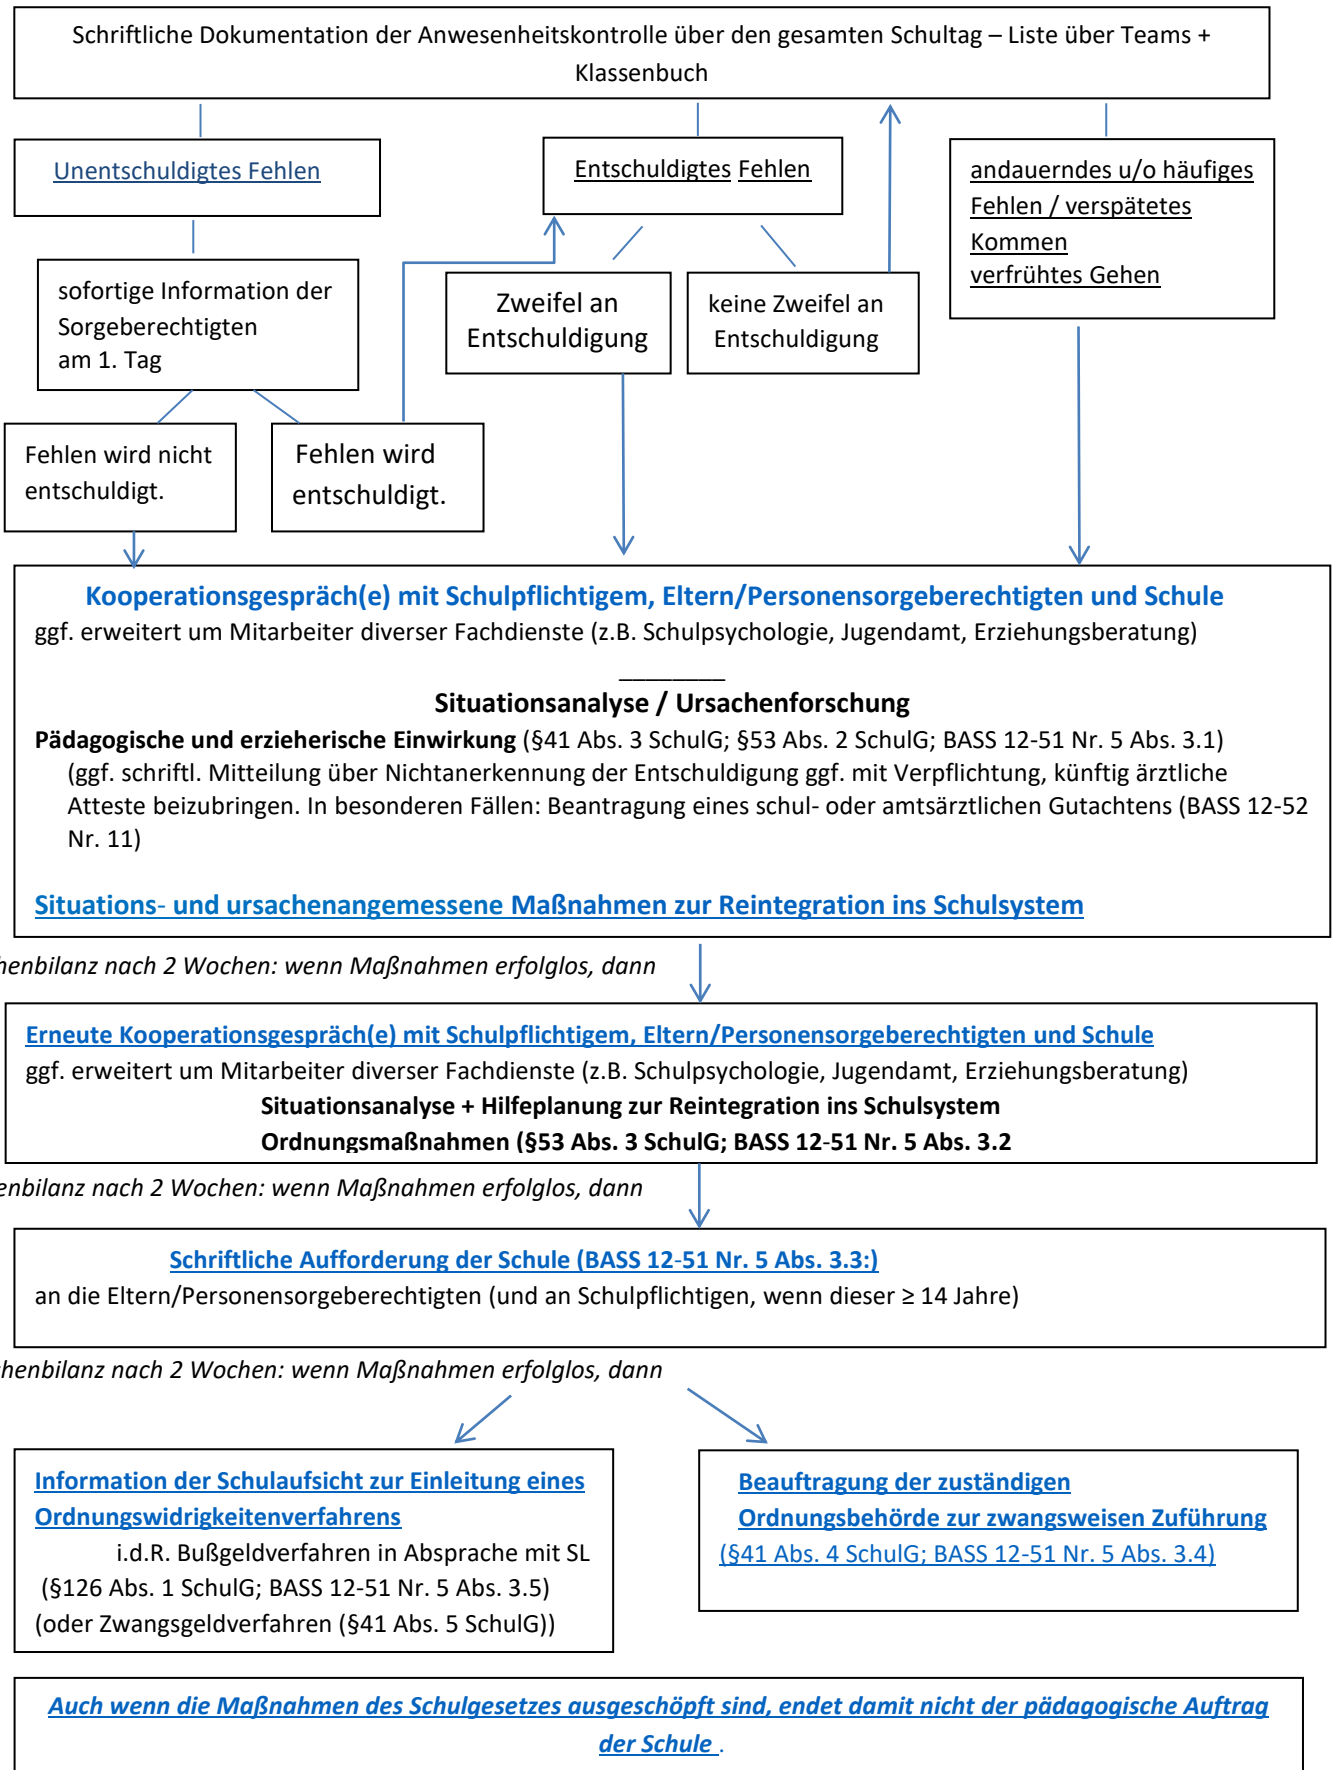 Schriftliche Dokumentation der Anwesenheitskontrolle über den gesamten Schultag – Liste über Teams +
Klassenbuch
Unentschuldigtes Fehlen
Entschuldigtes Fehlen
andauerndes u/o häufiges
Fehlen / verspätetes
Kommen
verfrühtes Gehen
sofortige Information der
Sorgeberechtigten
am 1. Tag
Zweifel an
Entschuldigung
keine Zweifel an
Entschuldigung
Fehlen wird nicht
entschuldigt.
Fehlen wird
entschuldigt.
Kooperationsgespräch(e) mit Schulpflichtigem, Eltern/Personensorgeberechtigten und Schule
ggf. erweitert um Mitarbeiter diverser Fachdienste (z.B. Schulpsychologie, Jugendamt, Erziehungsberatung)
________
Situationsanalyse / Ursachenforschung
Pädagogische und erzieherische Einwirkung (§41 Abs. 3 SchulG; §53 Abs. 2 SchulG; BASS 12-51 Nr. 5 Abs. 3.1)
(ggf. schriftl. Mitteilung über Nichtanerkennung der Entschuldigung ggf. mit Verpflichtung, künftig ärztliche
Atteste beizubringen. In besonderen Fällen: Beantragung eines schul- oder amtsärztlichen Gutachtens (BASS 12-52
Nr. 11)
Situations- und ursachenangemessene Maßnahmen zur Reintegration ins Schulsystem
henbilanz nach 2 Wochen: wenn Maßnahmen erfolglos, dann
Erneute Kooperationsgespräch(e) mit Schulpflichtigem, Eltern/Personensorgeberechtigten und Schule
ggf. erweitert um Mitarbeiter diverser Fachdienste (z.B. Schulpsychologie, Jugendamt, Erziehungsberatung)
Situationsanalyse + Hilfeplanung zur Reintegration ins Schulsystem
Ordnungsmaßnahmen (§53 Abs. 3 SchulG; BASS 12-51 Nr. 5 Abs. 3.2
enbilanz nach 2 Wochen: wenn Maßnahmen erfolglos, dann
Schriftliche Aufforderung der Schule (BASS 12-51 Nr. 5 Abs. 3.3:)
an die Eltern/Personensorgeberechtigten (und an Schulpflichtigen, wenn dieser ≥ 14 Jahre)
chenbilanz nach 2 Wochen: wenn Maßnahmen erfolglos, dann
Information der Schulaufsicht zur Einleitung eines
Ordnungswidrigkeitenverfahrens
i.d.R. Bußgeldverfahren in Absprache mit SL
(§126 Abs. 1 SchulG; BASS 12-51 Nr. 5 Abs. 3.5)
(oder Zwangsgeldverfahren (§41 Abs. 5 SchulG))
Beauftragung der zuständigen
Ordnungsbehörde zur zwangsweisen Zuführung
(§41 Abs. 4 SchulG; BASS 12-51 Nr. 5 Abs. 3.4)
Auch wenn die Maßnahmen des Schulgesetzes ausgeschöpft sind, endet damit nicht der pädagogische Auftrag
der Schule .